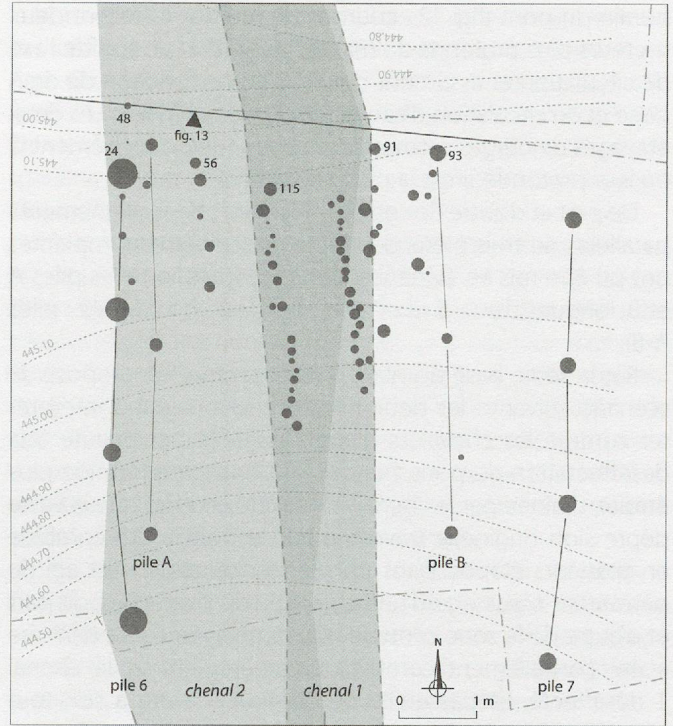 444.80
444.90
445.00
48
fig. 13
91
93
445.10
24
56
115
445.10
445.00
444.90
444.80
444.70
444.60
444.50
pile A
pile B
N
pile 6
chenal 2
chenal 1
pile 7
0
1 m